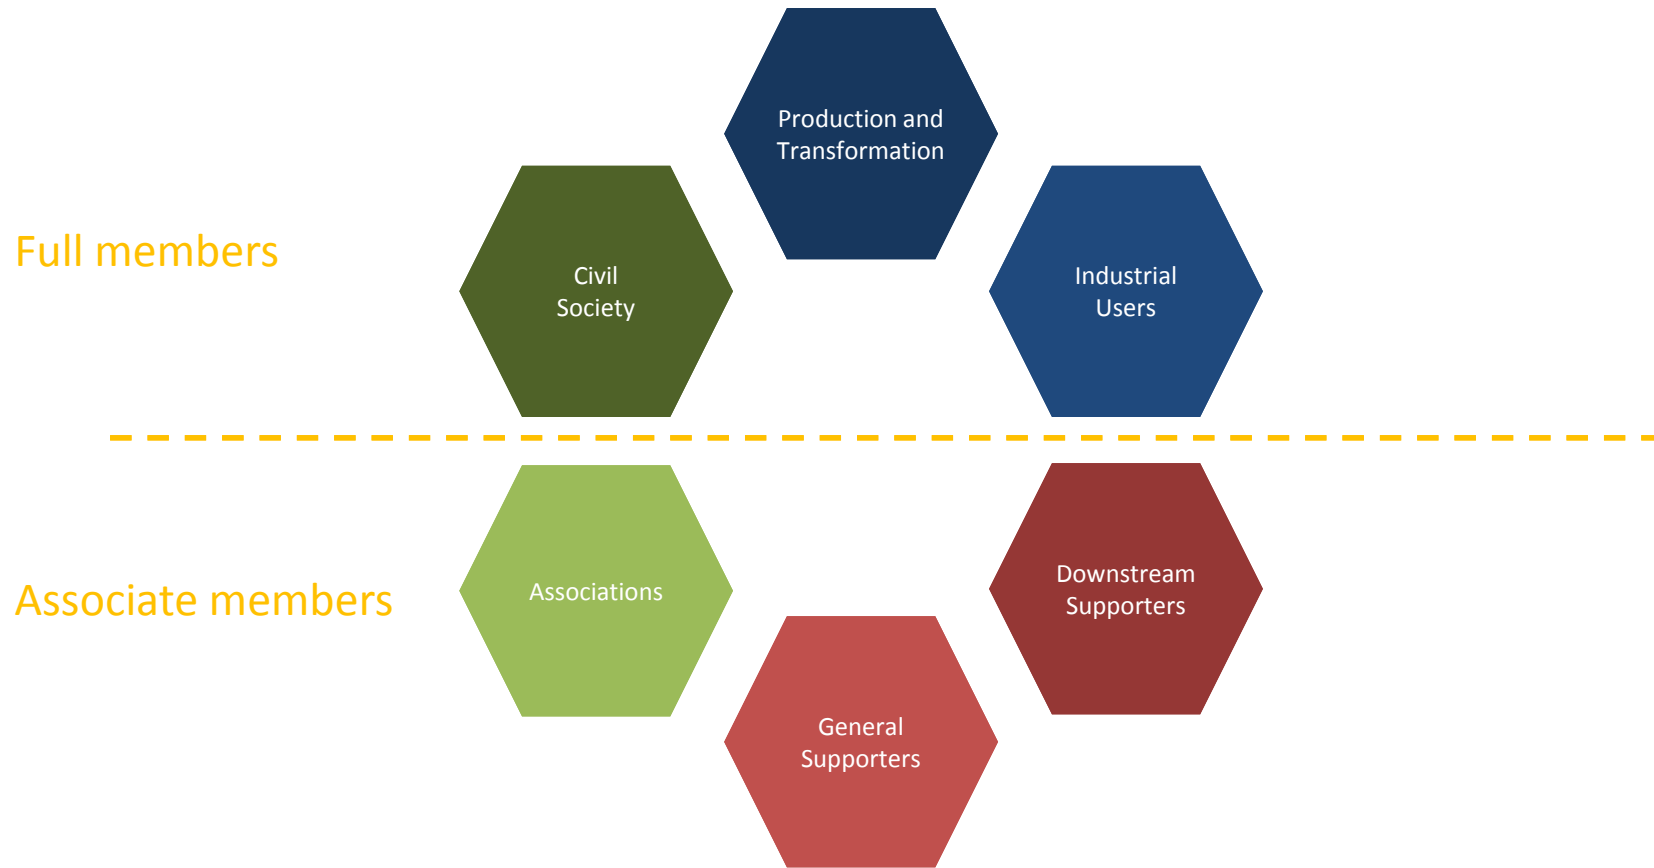 Production and
Transformation
Full members
Civil
Society
Industrial
Users
Associate members
Associations
Downstream
Supporters
General
Supporters